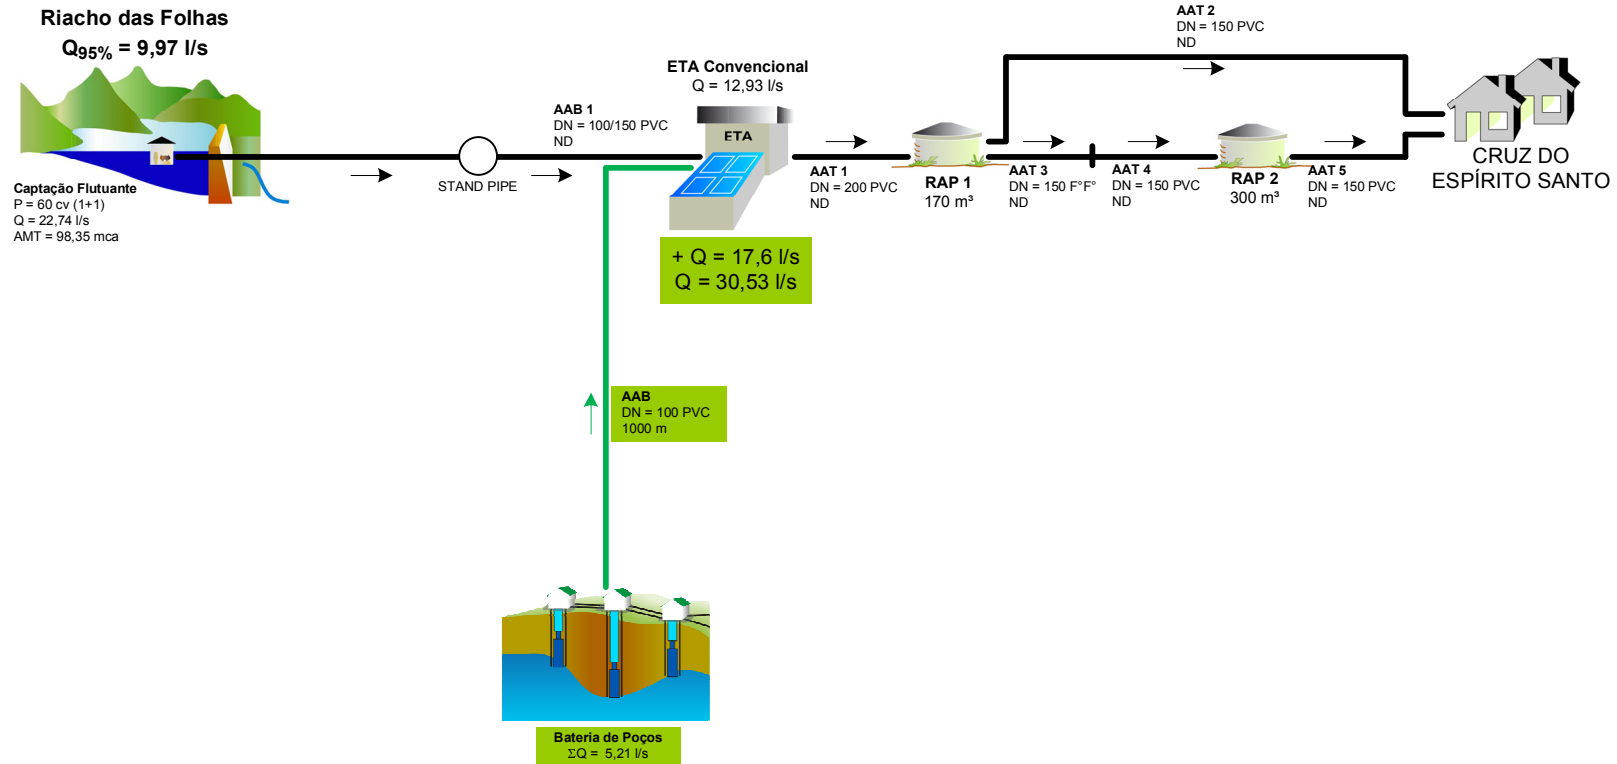 Riacho das Folhas
Q95% = 9,97 l/s
Captação Flutuante
P = 60 cv (1+1)
Q = 22,74 l/s
AMT = 98,35 mca
STAND PIPE
AAB 1
DN = 100/150 PVC
ND
ETA Convencional
Q = 12,93 l/s
ETA
+ Q = 17,6 l/s
Q = 30,53 l/s
AAT 1
DN = 200 PVC
ND
RAP 1
170 m³
AAT 2
DN = 150 PVC
ND
AAT 3
DN = 150 F°F°
ND
AAT 4
DN = 150 PVC
ND
RAP 2
300 m³
AAT 5
DN = 150 PVC
ND
CRUZ DO
ESPÍRITO SANTO
AAB
DN = 100 PVC
1000 m
Bateria de Poços
ΣQ = 5,21 l/s